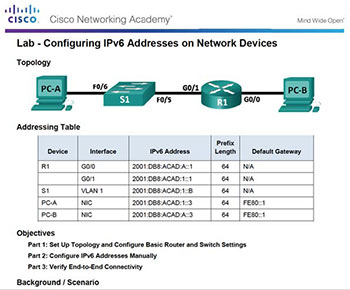 CISCO
Cisco Networking Academy®
Mind Wide Open®
Lab - Configuring IPv6 Addresses on Network Devices
Topology
PC-A F0/6 S1 F0/5 G0/1 R1 G0/0 PC-B
Addressing Table
Device Interface IPv6 Address Prefix Length Default Gateway
R1 G0/0 2001:DB8:ACAD:A::1 64 N/A
G0/1 2001:DB8:ACAD:1::1 64 N/A
S1 VLAN 1 2001:DB8:ACAD:1::B 64 N/A
PC-A NIC 2001:DB8:ACAD:1::3 64 FE80::1
PC-B NIC 2001:DB8:ACAD:A::3 64 FE80::1
Objectives
Part 1: Set Up Topology and Configure Basic Router and Switch Settings
Part 2: Configure IPv6 Addresses Manually
Part 3: Verify End-to-End Connectivity
Background / Scenario